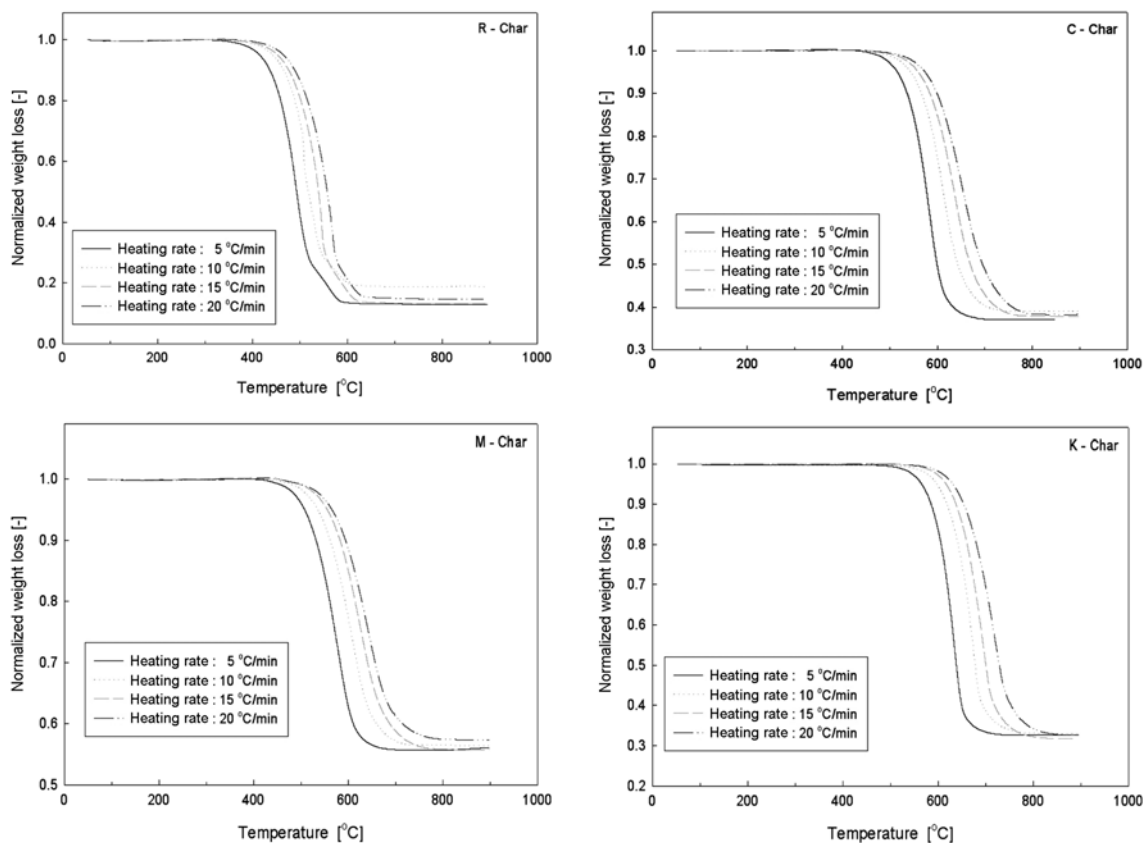 R - Char
Normalized weight loss [-]
1.0
0.8
0.6
0.4
0.2
0.0
Heating rate : 5 °C/min
Heating rate : 10 °C/min
Heating rate : 15 °C/min
Heating rate : 20 °C/min
0 200 400 600 800 1000
Temperature [°C]
C - Char
Normalized weight loss [-]
1.0
0.9
0.8
0.7
0.6
0.5
0.4
0.3
Heating rate : 5 °C/min
Heating rate : 10 °C/min
Heating rate : 15 °C/min
Heating rate : 20 °C/min
0 200 400 600 800 1000
Temperature [°C]
M - Char
Normalized weight loss [-]
1.0
0.9
0.8
0.7
0.6
0.5
Heating rate : 5 °C/min
Heating rate : 10 °C/min
Heating rate : 15 °C/min
Heating rate : 20 °C/min
0 200 400 600 800 1000
Temperature [°C]
K - Char
Normalized weight loss [-]
1.0
0.9
0.8
0.7
0.6
0.5
0.4
0.3
0.2
Heating rate : 5 °C/min
Heating rate : 10 °C/min
Heating rate : 15 °C/min
Heating rate : 20 °C/min
0 200 400 600 800 1000
Temperature [°C]